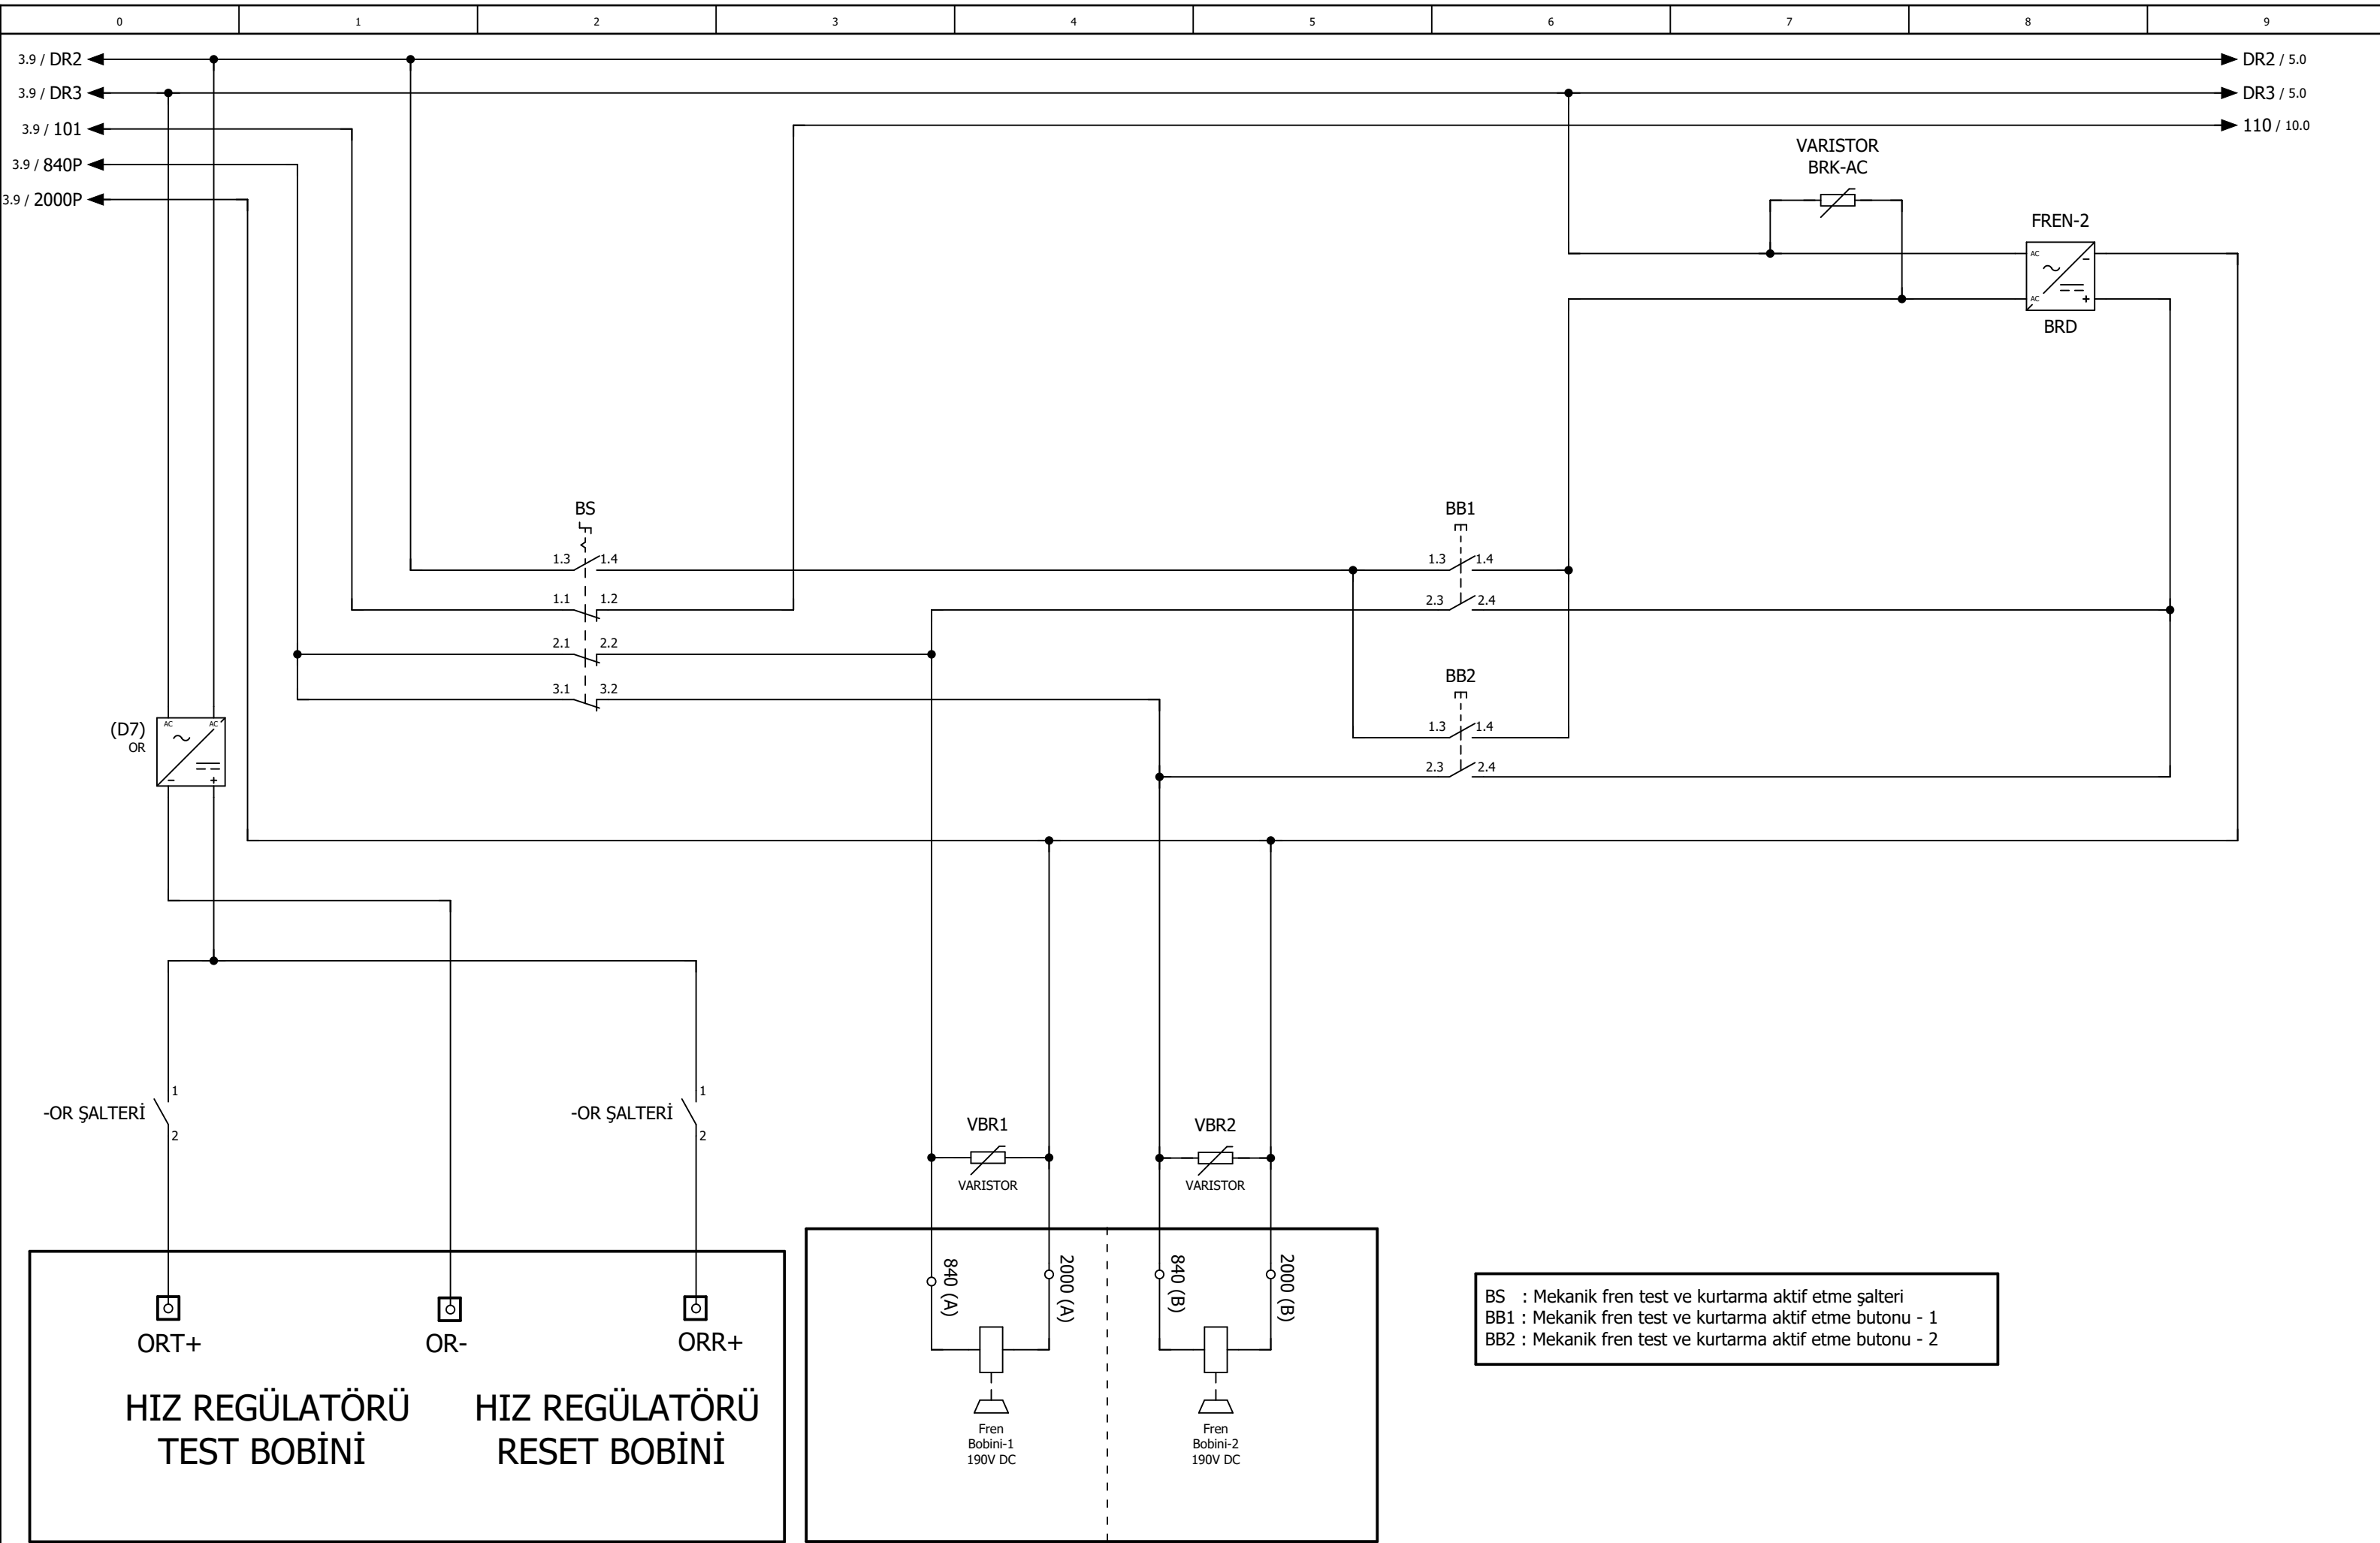 0 1 2 3 4 5 6 7 8 9
3.9 / DR2
DR2 / 5.0
3.9 / DR3
DR3 / 5.0
3.9 / 101
110 / 10.0
3.9 / 840P
3.9 / 2000P
VARISTOR
BRK-AC
FREN-2
AC
-
AC
+
BRD
BS
1.3 1.4
1.1 1.2
2.1 2.2
3.1 3.2
BB1
1.3 1.4
2.3 2.4
BB2
1.3 1.4
2.3 2.4
(D7)
OR
AC AC
- +
-OR ŞALTERİ
1
2
-OR ŞALTERİ
1
2
VBR1
VARISTOR
VBR2
VARISTOR
840 (A)
2000 (A)
840 (B)
2000 (B)
Fren
Bobini-1
190V DC
Fren
Bobini-2
190V DC
ORT+
OR-
ORR+
HIZ REGÜLATÖRÜ
TEST BOBİNİ
HIZ REGÜLATÖRÜ
RESET BOBİNİ
BS : Mekanik fren test ve kurtarma aktif etme şalteri
BB1 : Mekanik fren test ve kurtarma aktif etme butonu - 1
BB2 : Mekanik fren test ve kurtarma aktif etme butonu - 2